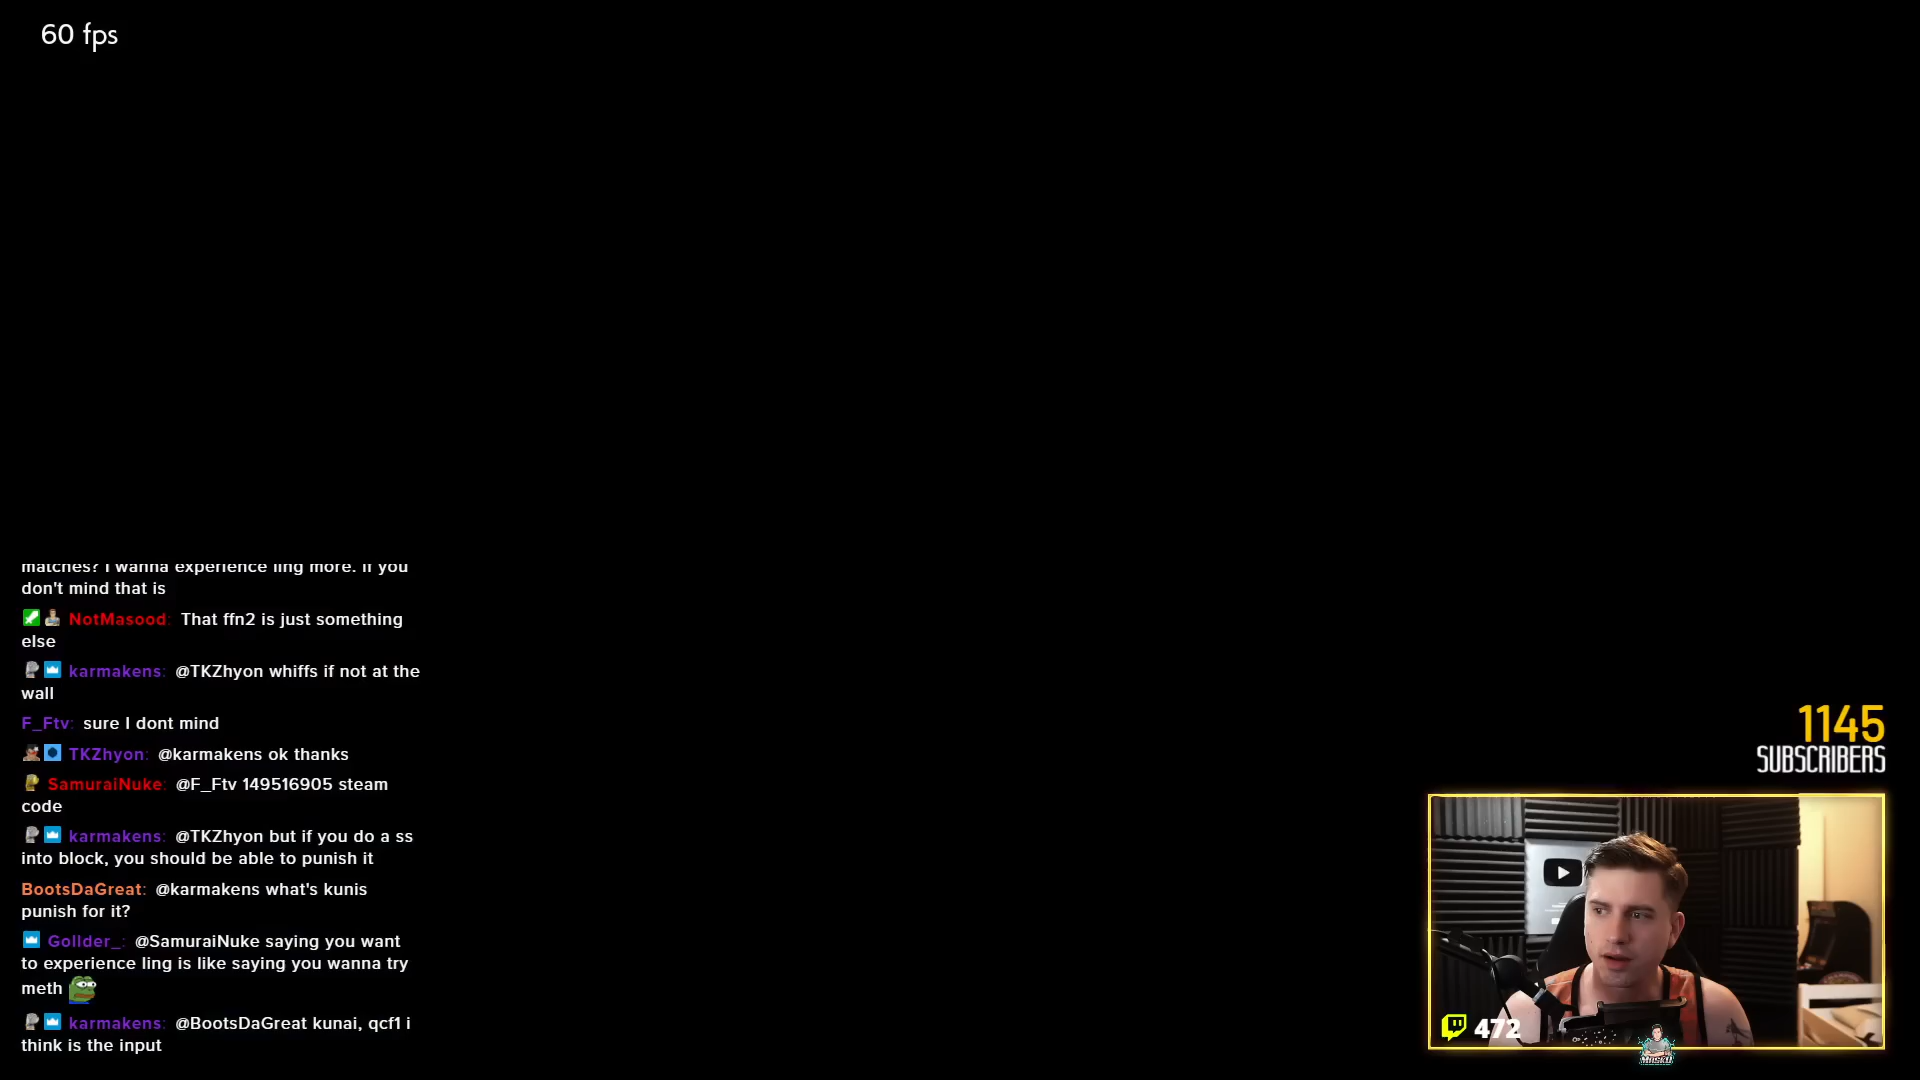 60 fps
matches? I wanna experience ling more. If you
don't mind that is
NotMasood: That ffn2 is just something
else
karmakens: @TKZhyon whiffs if not at the
wall
F_Ftv: sure I dont mind
TKZhyon: @karmakens ok thanks
SamuraiNuke: @F_Ftv 149516905 steam
code
karmakens: @TKZhyon but if you do a ss
into block, you should be able to punish it
BootsDaGreat: @karmakens what's kunis
punish for it?
Gollder_: @SamuraiNuke saying you want
to experience ling is like saying you wanna try
meth
karmakens: @BootsDaGreat kunai, qcf1 i
think is the input
1145
SUBSCRIBERS
472